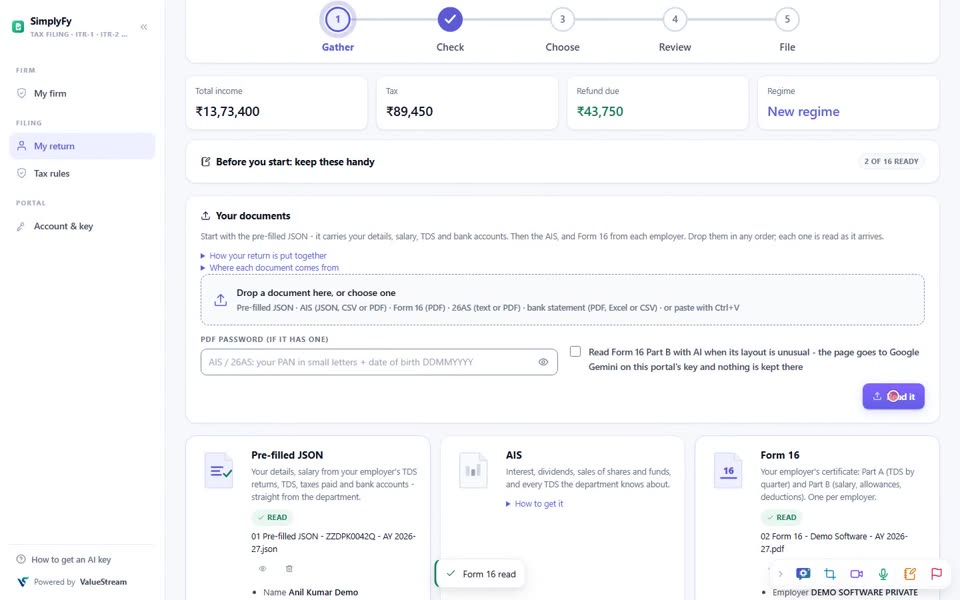 SimplyFy
TAX FILING - ITR-1 - ITR-2 ...
FIRM
My firm
FILING
My return
Tax rules
PORTAL
Account & key
How to get an AI key
Powered by ValueStream
1
3
4
5
Gather
Check
Choose
Review
File
Total income
₹13,73,400
Tax
₹89,450
Refund due
₹43,750
Regime
New regime
Before you start: keep these handy
2 OF 16 READY
Your documents
Start with the pre-filled JSON - it carries your details, salary, TDS and bank accounts. Then the AIS, and Form 16 from each employer. Drop them in any order; each one is read as it arrives.
How your return is put together
Where each document comes from
Drop a document here, or choose one
Pre-filled JSON · AIS (JSON, CSV or PDF) · Form 16 (PDF) · 26AS (text or PDF) · bank statement (PDF, Excel or CSV) · or paste with Ctrl+V
PDF PASSWORD (IF IT HAS ONE)
AIS / 26AS: your PAN in small letters + date of birth DDMMYYYY
Read Form 16 Part B with AI when its layout is unusual - the page goes to Google
Gemini on this portal's key and nothing is kept there
it
Pre-filled JSON
Your details, salary from your employer's TDS
returns, TDS, taxes paid and bank accounts -
straight from the department.
READ
01 Pre-filled JSON - ZZDPK0042Q - AY 2026-
27.json
Name Anil Kumar Demo
AIS
Interest, dividends, sales of shares and funds,
and every TDS the department knows about.
How to get it
16
Form 16
Your employer's certificate: Part A (TDS by
quarter) and Part B (salary, allowances,
deductions). One per employer.
READ
02 Form 16 - Demo Software - AY 2026-
27.pdf
Employer DEMO SOFTWARE PRIVATE
Form 16 read